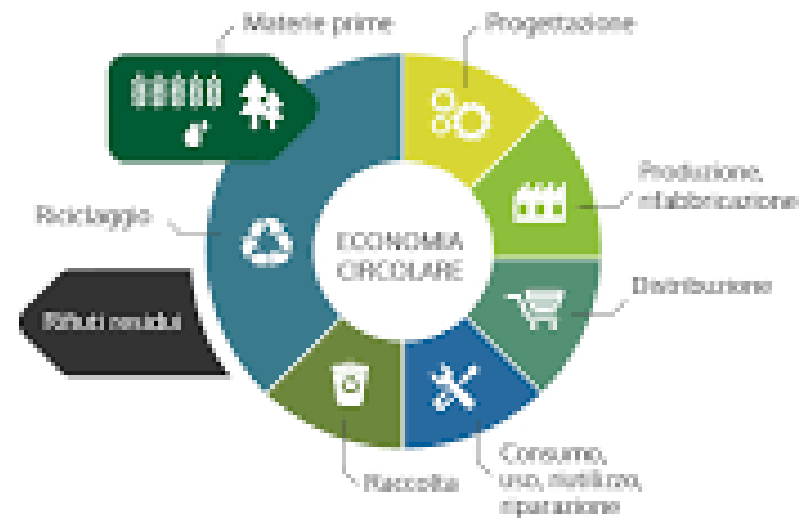 Materie prime
Progettazione
Produzione,
rifabbricazione
Riciclaggio
ECONOMIA
CIRCOLARE
Distribuzione
Rifiuti residui
Consumo,
uso, riutilizzo,
riparazione
Raccolta